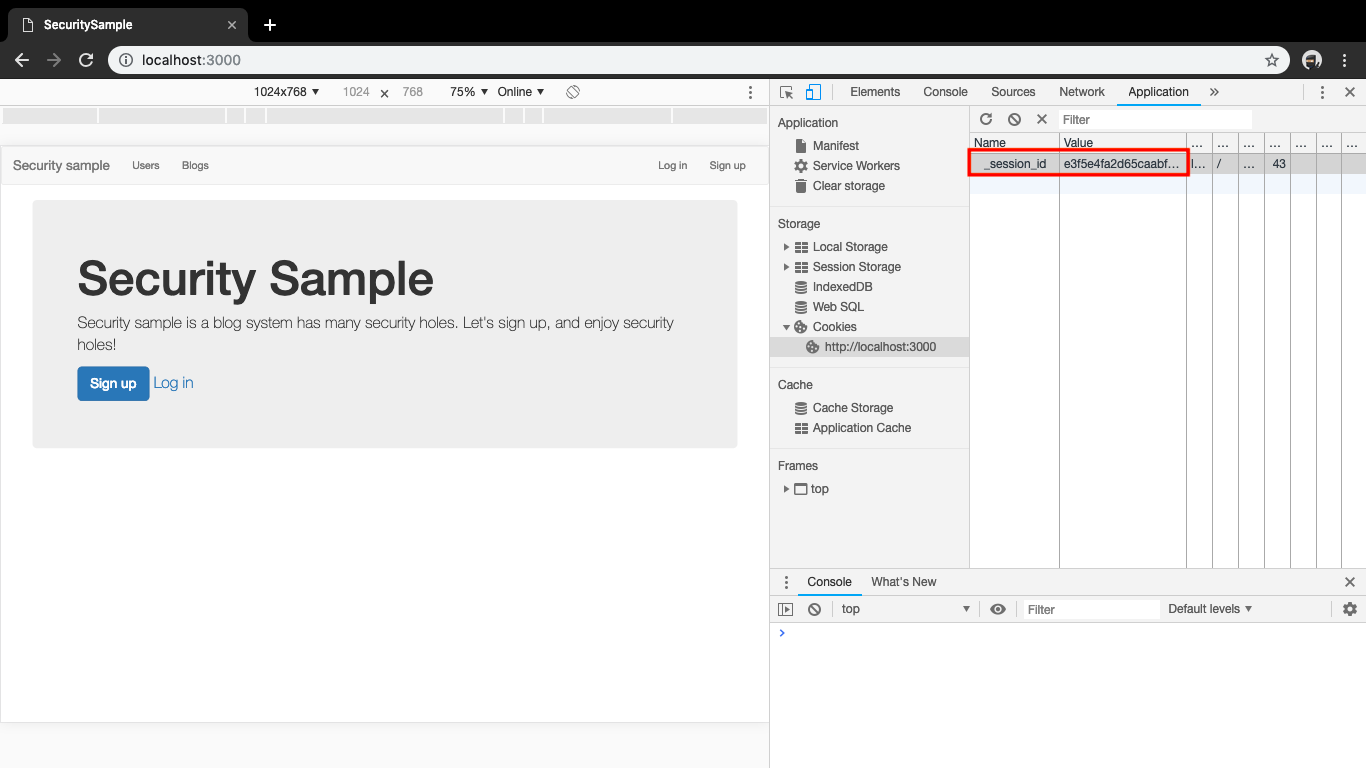 SecuritySample
localhost:3000
1024x768 ▼ 1024 × 768 75% ▼ Online ▼
Security sample Users Blogs Log in Sign up
Security Sample
Security sample is a blog system has many security holes. Let's sign up, and enjoy security
holes!
Sign up Log in
Elements Console Sources Network Application »
Application
Manifest
Service Workers
Clear storage
Storage
Local Storage
Session Storage
IndexedDB
Web SQL
Cookies
http://localhost:3000
Cache
Cache Storage
Application Cache
Frames
top
Filter
Name Value ... ... ... ... ... ... ...
_session_id e3f5e4fa2d65caabf... l... / ... 43
Console What's New
top ▼ Filter Default levels ▼